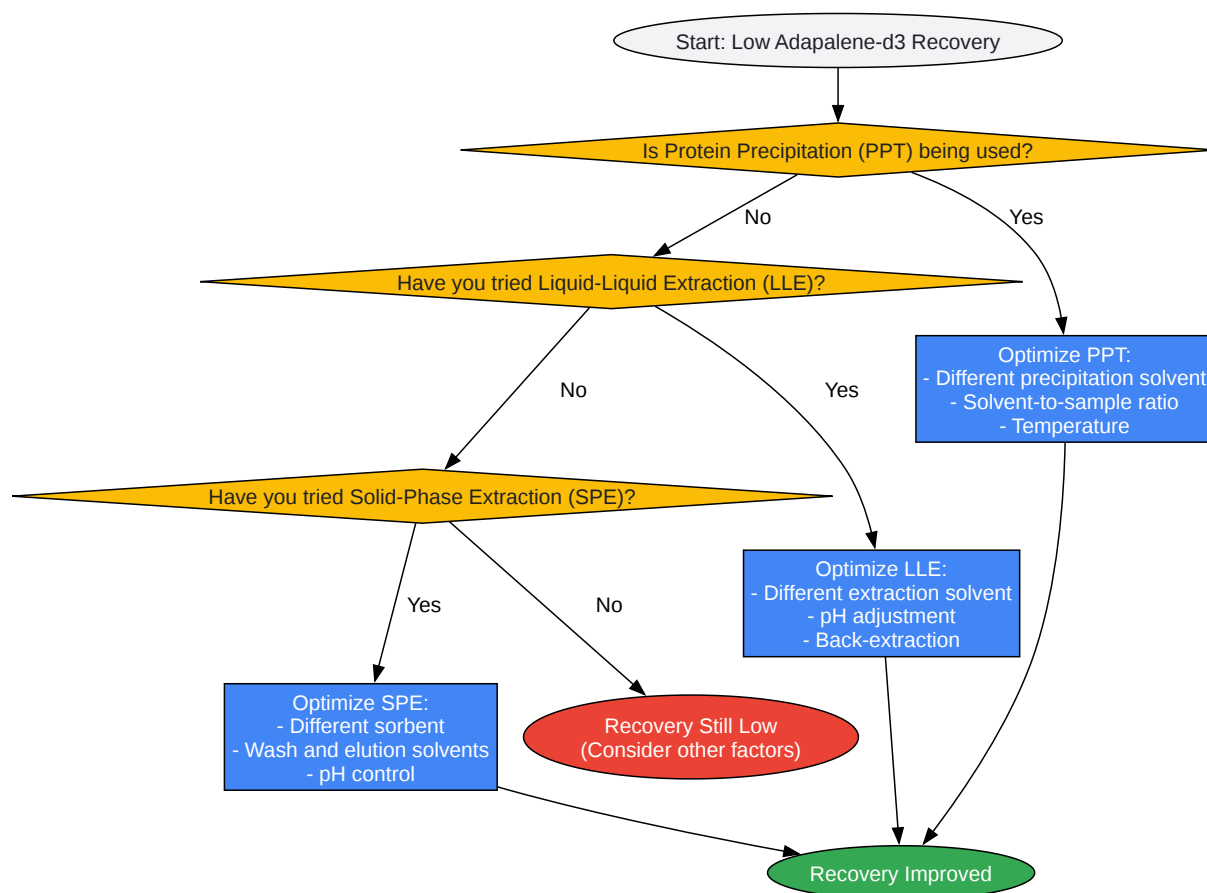 Start: Low Adapalene-d3 Recovery
Is Protein Precipitation (PPT) being used?
No
Yes
Have you tried Liquid-Liquid Extraction (LLE)?
Optimize PPT:
- Different precipitation solvent
- Solvent-to-sample ratio
- Temperature
No
Yes
Have you tried Solid-Phase Extraction (SPE)?
Optimize LLE:
- Different extraction solvent
- pH adjustment
- Back-extraction
Yes
No
Optimize SPE:
- Different sorbent
- Wash and elution solvents
- pH control
Recovery Still Low
(Consider other factors)
Recovery Improved